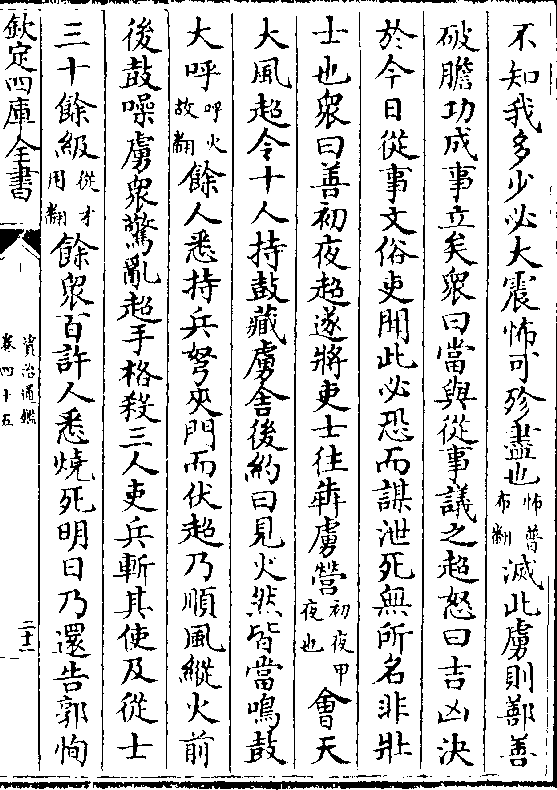 不知我多少必大震怖可殄盡也怖普布翻滅此虜則鄯善
破膽功成事立矣衆曰當與從事議之超怒曰吉凶決
於今日從事文俗吏聞此必恐而謀泄死無所名非壯
士也衆曰善初夜超遂將吏士往犇虜營初夜甲夜也會天
大風超令十人持鼓藏虜舍後約曰見火然皆當鳴鼓
大呼呼火故翻餘人悉持兵弩夾門而伏超乃順風縱火前
後鼓噪虜衆驚亂超手格殺三人吏兵斬其使及從士
三十餘級從才用翻餘衆百許人悉燒死明日乃還告郭恂
欽定四庫全書
資治通鑑
卷四十五
二十二